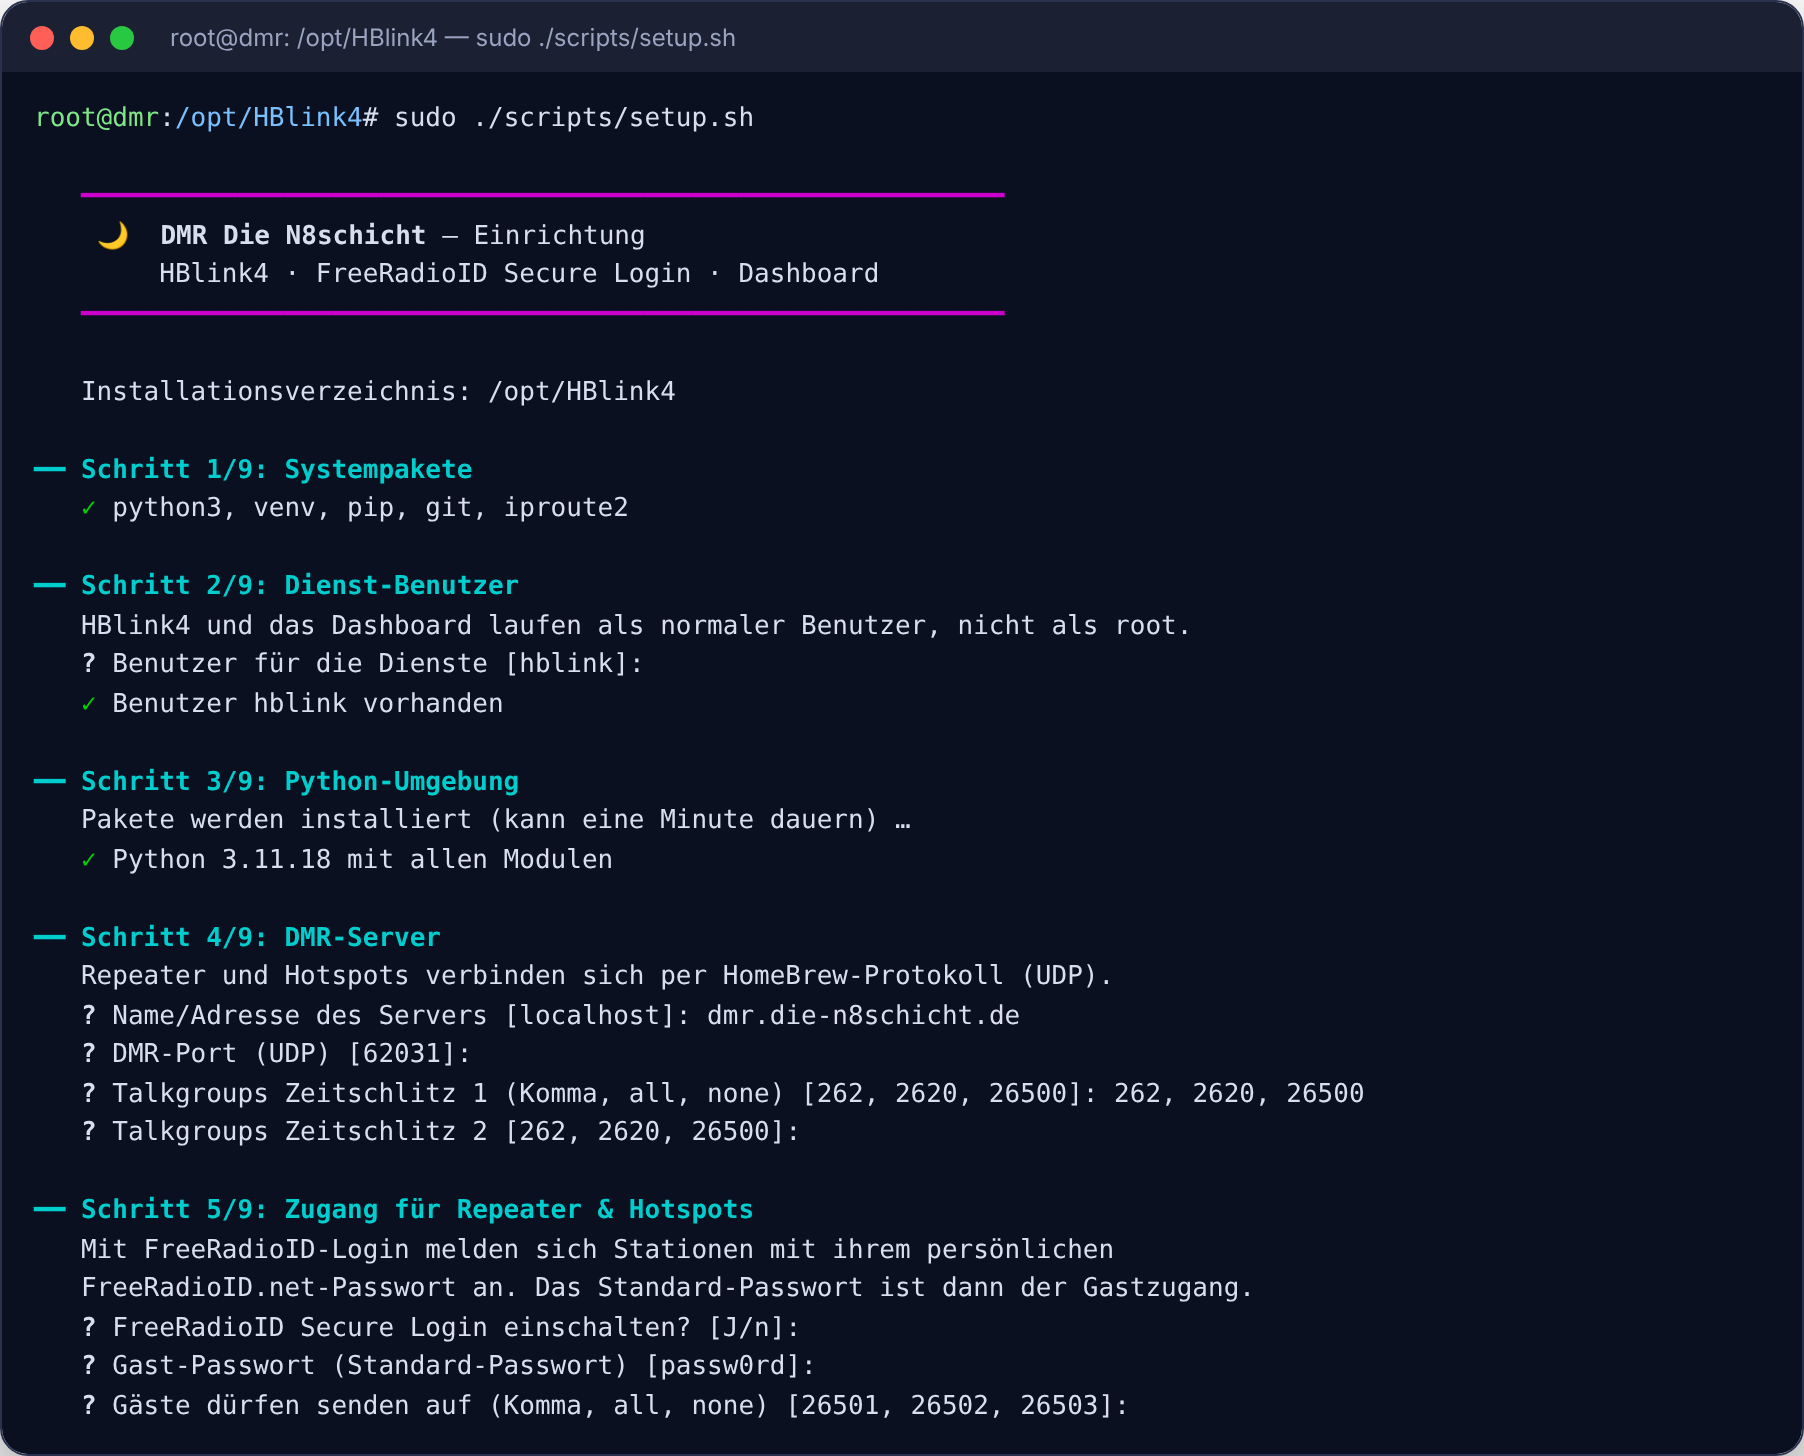 root@dmr: /opt/HBlink4 — sudo ./scripts/setup.sh
root@dmr:/opt/HBlink4# sudo ./scripts/setup.sh
DMR Die N8schicht — Einrichtung
HBlink4 · FreeRadioID Secure Login · Dashboard
Installationsverzeichnis: /opt/HBlink4
━━ Schritt 1/9: Systempakete
✓ python3, venv, pip, git, iproute2
━━ Schritt 2/9: Dienst-Benutzer
HBlink4 und das Dashboard laufen als normaler Benutzer, nicht als root.
? Benutzer für die Dienste [hblink]:
✓ Benutzer hblink vorhanden
━━ Schritt 3/9: Python-Umgebung
Pakete werden installiert (kann eine Minute dauern) …
✓ Python 3.11.18 mit allen Modulen
━━ Schritt 4/9: DMR-Server
Repeater und Hotspots verbinden sich per HomeBrew-Protokoll (UDP).
? Name/Adresse des Servers [localhost]: dmr.die-n8schicht.de
? DMR-Port (UDP) [62031]:
? Talkgroups Zeitschlitz 1 (Komma, all, none) [262, 2620, 26500]: 262, 2620, 26500
? Talkgroups Zeitschlitz 2 [262, 2620, 26500]:
━━ Schritt 5/9: Zugang für Repeater & Hotspots
Mit FreeRadioID-Login melden sich Stationen mit ihrem persönlichen
FreeRadioID.net-Passwort an. Das Standard-Passwort ist dann der Gastzugang.
? FreeRadioID Secure Login einschalten? [J/n]:
? Gast-Passwort (Standard-Passwort) [passw0rd]:
? Gäste dürfen senden auf (Komma, all, none) [26501, 26502, 26503]: